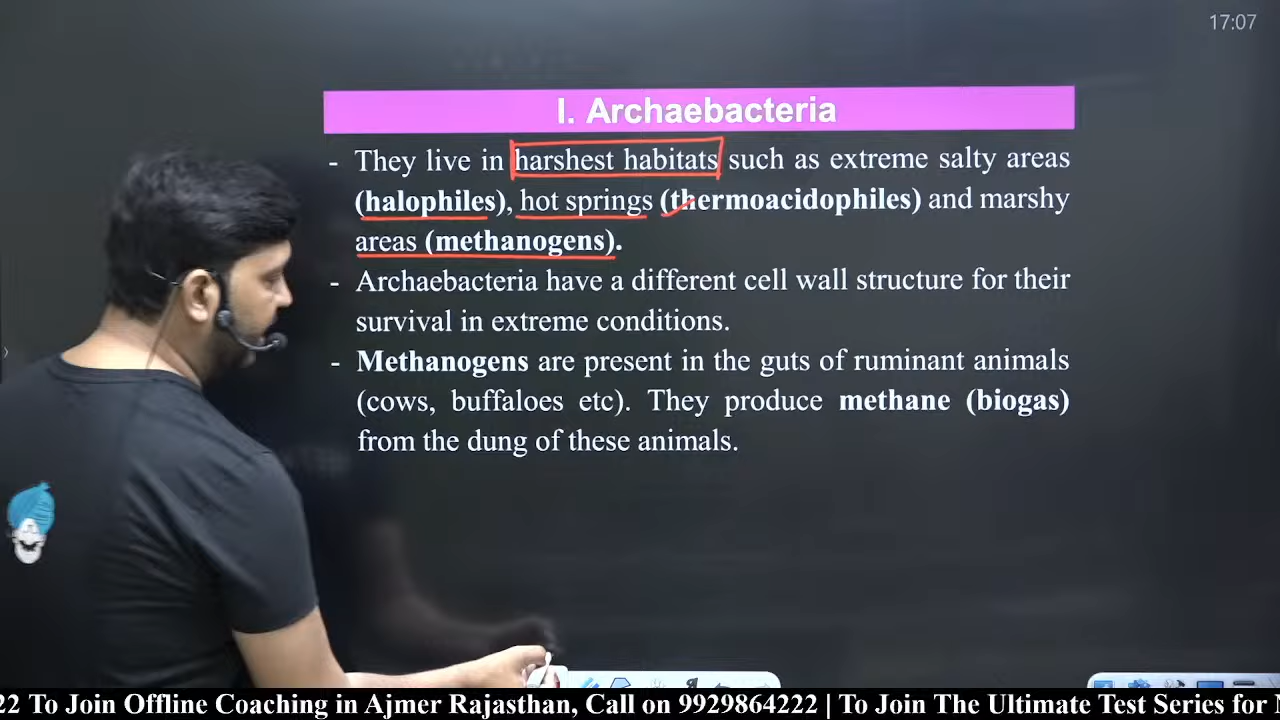 17:07
I. Archaebacteria
- They live in harshest habitats such as extreme salty areas
(halophiles), hot springs (thermoacidophiles) and marshy
areas (methanogens).
- Archaebacteria have a different cell wall structure for their
survival in extreme conditions.
- Methanogens are present in the guts of ruminant animals
(cows, buffaloes etc). They produce methane (biogas)
from the dung of these animals.
22 To Join Offline Coaching in Ajmer Rajasthan, Call on 9929864222 | To Join The Ultimate Test Series for